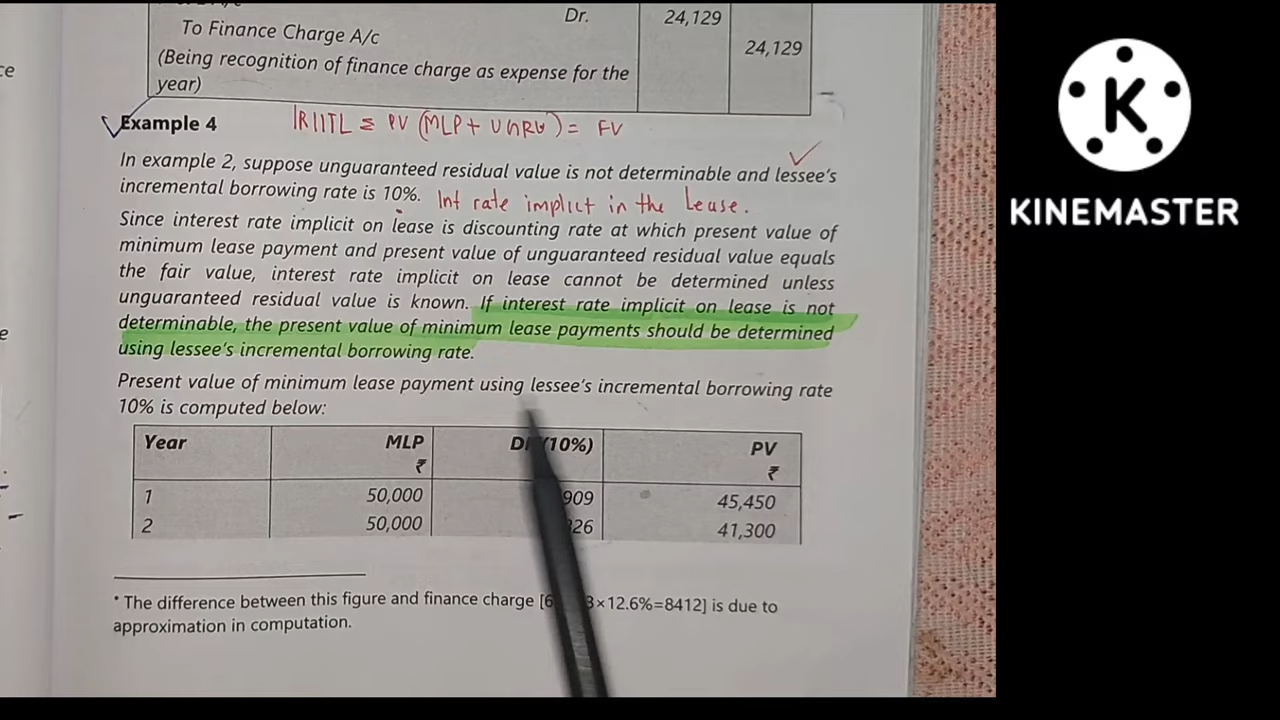 Dr.
24,129
To Finance Charge A/c
24,129
(Being recognition of finance charge as expense for the
year)
Example 4
IRIITL = PV (MLP + UGRV) = FV
In example 2, suppose unguaranteed residual value is not determinable and lessee's
incremental borrowing rate is 10%.
Int rate implict in the Lease.
Since interest rate implicit on lease is discounting rate at which present value of
minimum lease payment and present value of unguaranteed residual value equals
the fair value, interest rate implicit on lease cannot be determined unless
unguaranteed residual value is known. If interest rate implicit on lease is not
determinable, the present value of minimum lease payments should be determined
using lessee's incremental borrowing rate.
Present value of minimum lease payment using lessee's incremental borrowing rate
10% is computed below:
Year MLP (10%) PV
₹ ₹
1 50,000 909 45,450
2 50,000 26 41,300
* The difference between this figure and finance charge ×12.6%=8412] is due to
approximation in computation.
K
KINEMASTER